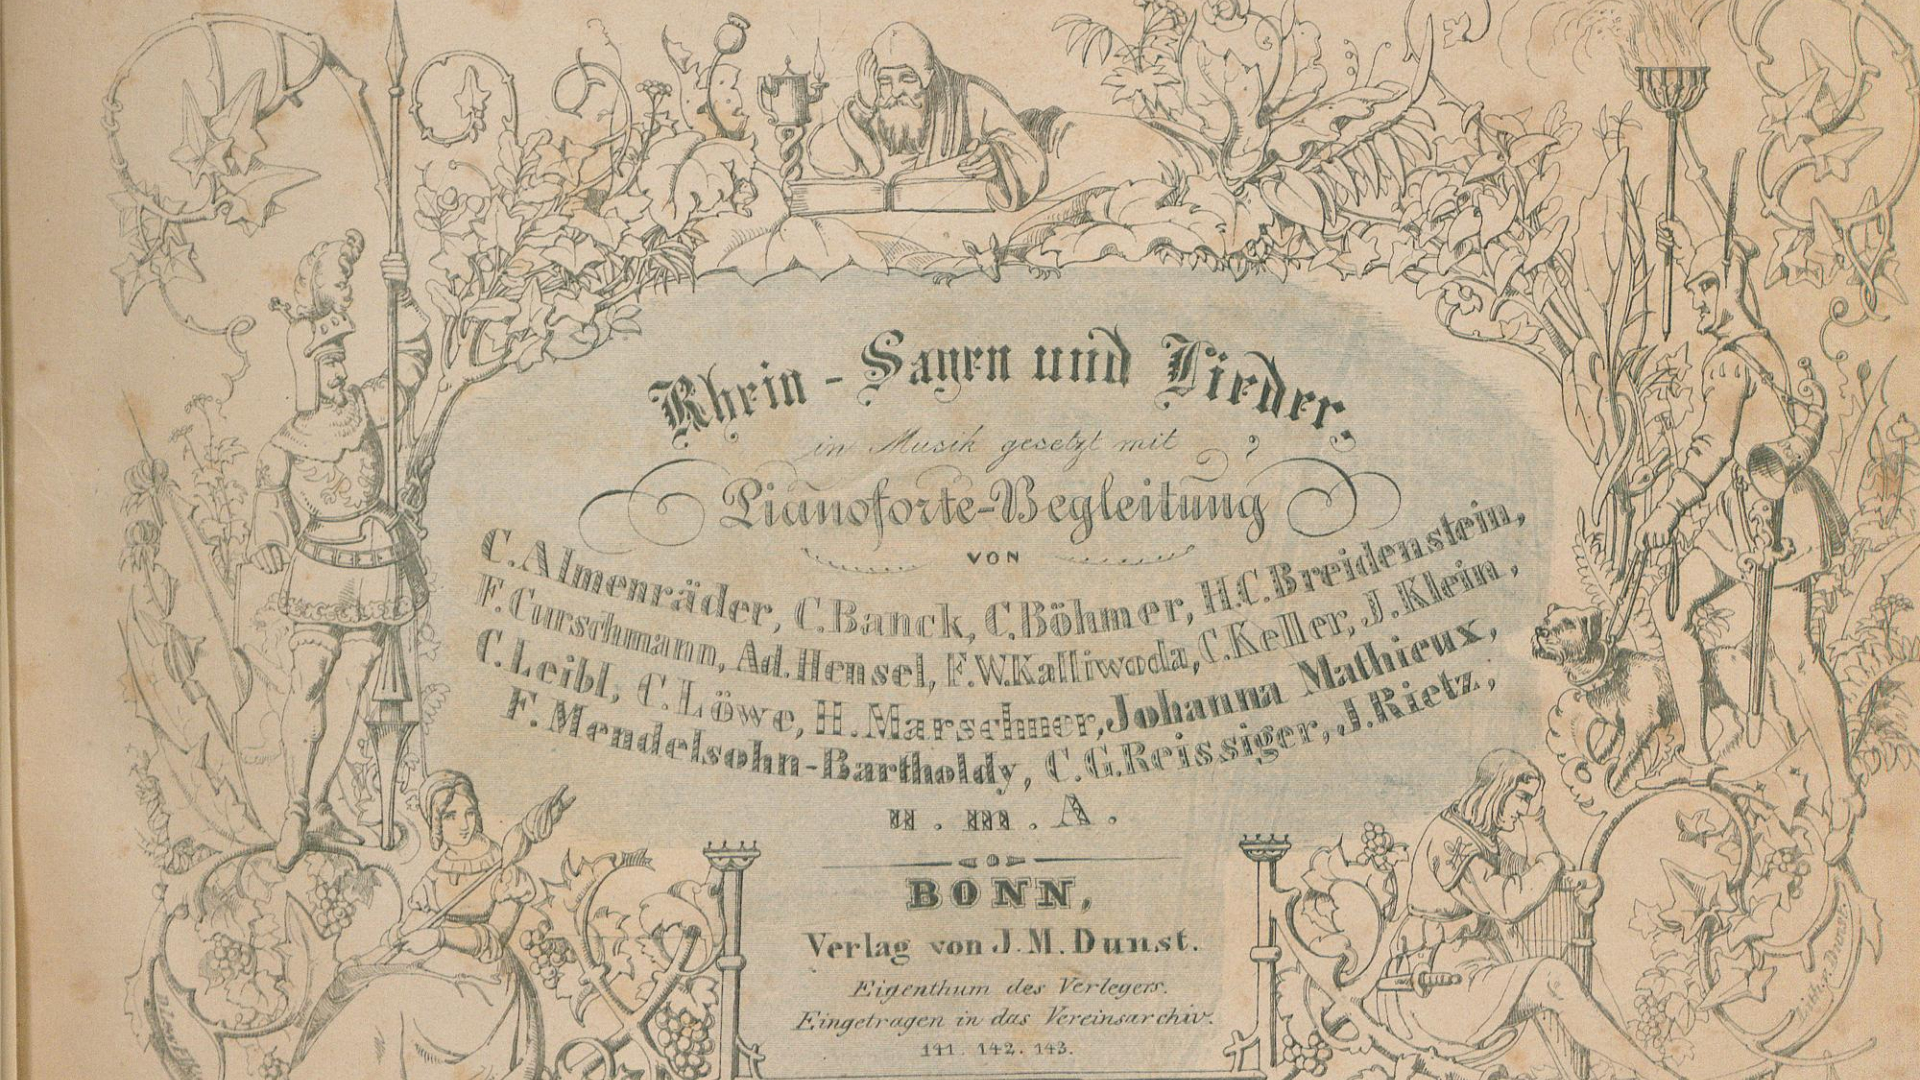 Rhein-Sagen und Lieder,
in Musik gesetzt mit
Pianoforte-Begleitung
VON
C.Almenräder, C.Banck, C.Böhmer, H.C.Breidenstein,
F.Curschmann, Ad.Hensel, F.W.Kalliwoda, C.Keller, J.Klein,
C.Leibl, C.Löwe, H.Marschner, Johanna Mathieux,
F.Mendelsohn-Bartholdy, C.G.Reissiger, J.Rietz,
u.m.A.
BONN,
Verlag von J.M.Dunst.
Eigenthum des Verlegers.
Eingetragen in das Vereinsarchiv.
141. 142. 143.
Lith.v.Dunst.